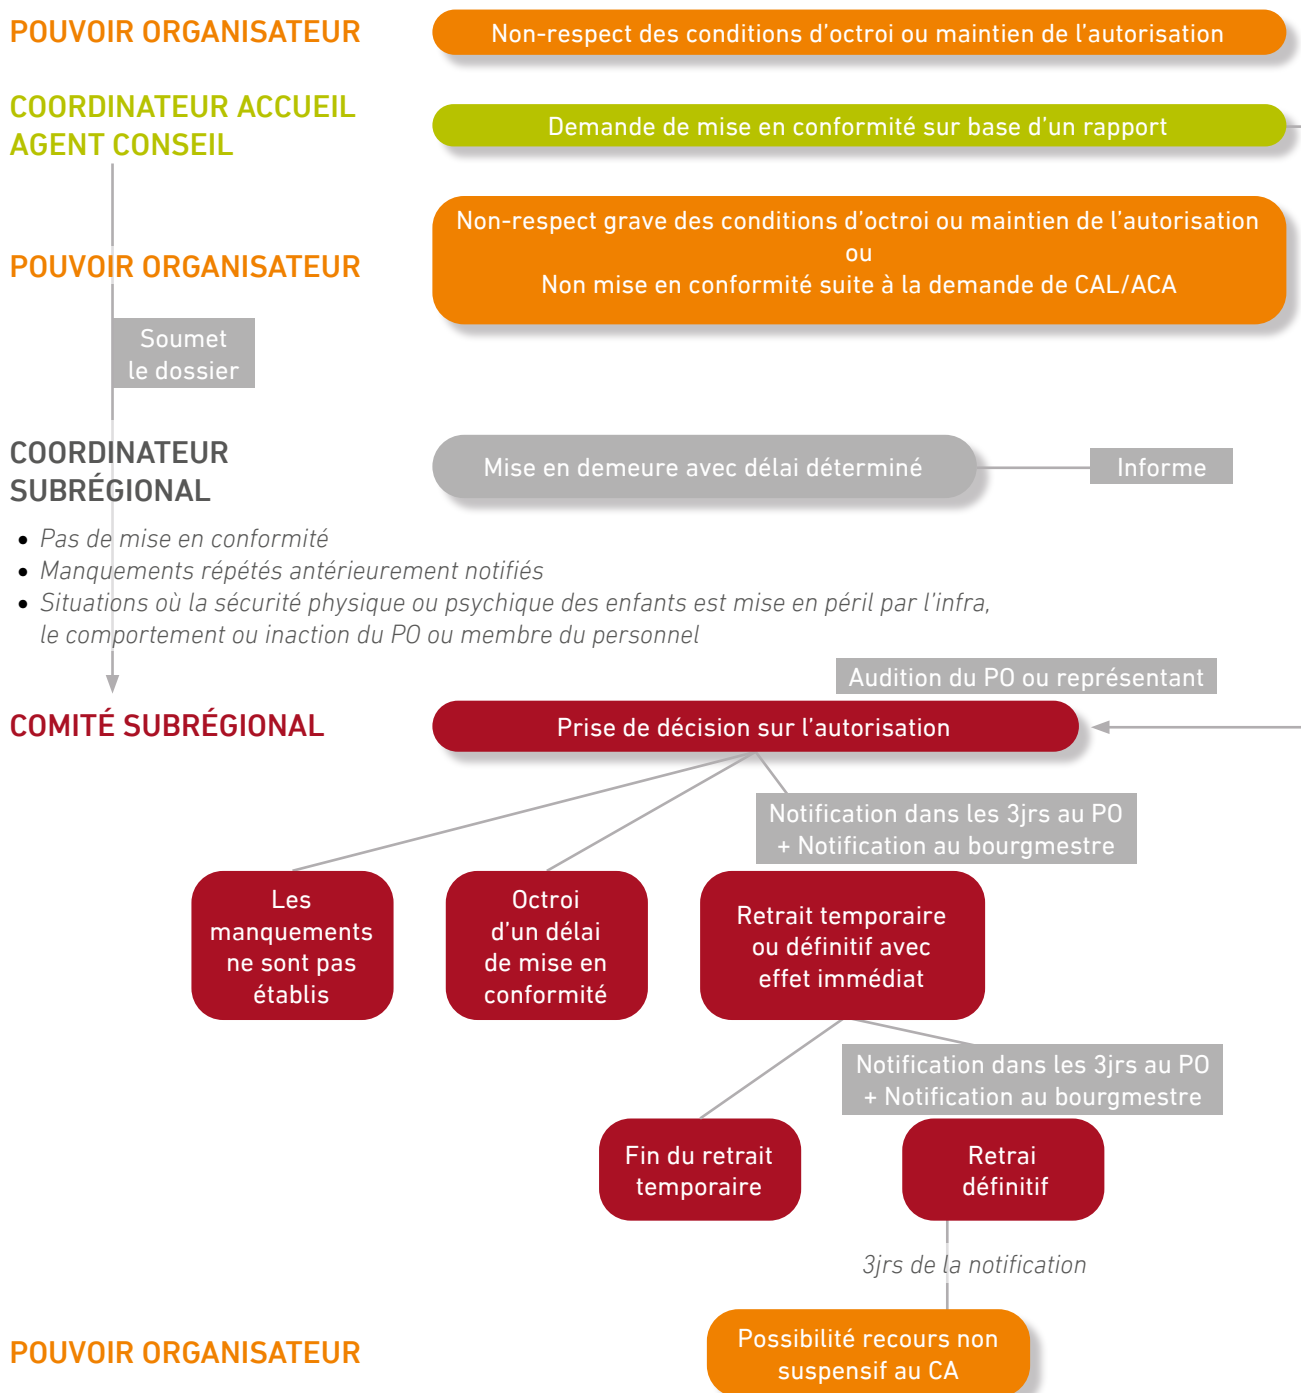 POUVOIR ORGANISATEUR
Non-respect des conditions d'octroi ou maintien de l'autorisation
COORDINATEUR ACCUEIL
AGENT CONSEIL
Demande de mise en conformité sur base d'un rapport
POUVOIR ORGANISATEUR
Non-respect grave des conditions d'octroi ou maintien de l'autorisation
ou
Non mise en conformité suite à la demande de CAL/ACA
Soumet
le dossier
COORDINATEUR
SUBRÉGIONAL
Mise en demeure avec délai déterminé
Informe
• Pas de mise en conformité
• Manquements répétés antérieurement notifiés
• Situations où la sécurité physique ou psychique des enfants est mise en péril par l'infra,
le comportement ou inaction du PO ou membre du personnel
Audition du PO ou représentant
COMITÉ SUBRÉGIONAL
Prise de décision sur l'autorisation
Notification dans les 3jrs au PO
+ Notification au bourgmestre
Les
manquements
ne sont pas
établis
Octroi
d'un délai
de mise en
conformité
Retrait temporaire
ou définitif avec
effet immédiat
Notification dans les 3jrs au PO
+ Notification au bourgmestre
Fin du retrait
temporaire
Retrai
définitif
3jrs de la notification
POUVOIR ORGANISATEUR
Possibilité recours non
suspensif au CA